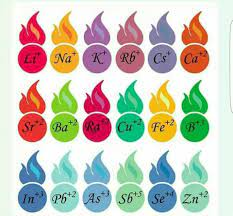 Li⁺ Na⁺ K⁺ Rb⁺ Cs⁺ Ca⁺²
Sr⁺² Ba⁺² Ra⁺² Cu⁺² Fe⁺² B⁺³
In⁺³ Pb⁺² As⁺³ Sb⁺⁵ Se⁺⁴ Zn⁺²